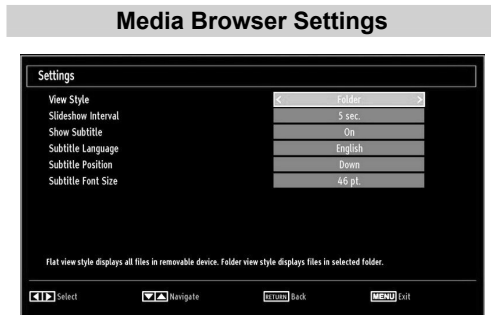 Media Browser Settings
Settings
View Style < Folder >
Slideshow Interval 5 sec.
Show Subtitle On
Subtitle Language English
Subtitle Position Down
Subtitle Font Size 46 pt.
Flat view style displays all files in removable device. Folder view style displays files in selected folder.
◀▶ Select ▼▲ Navigate RETURN Back MENU Exit